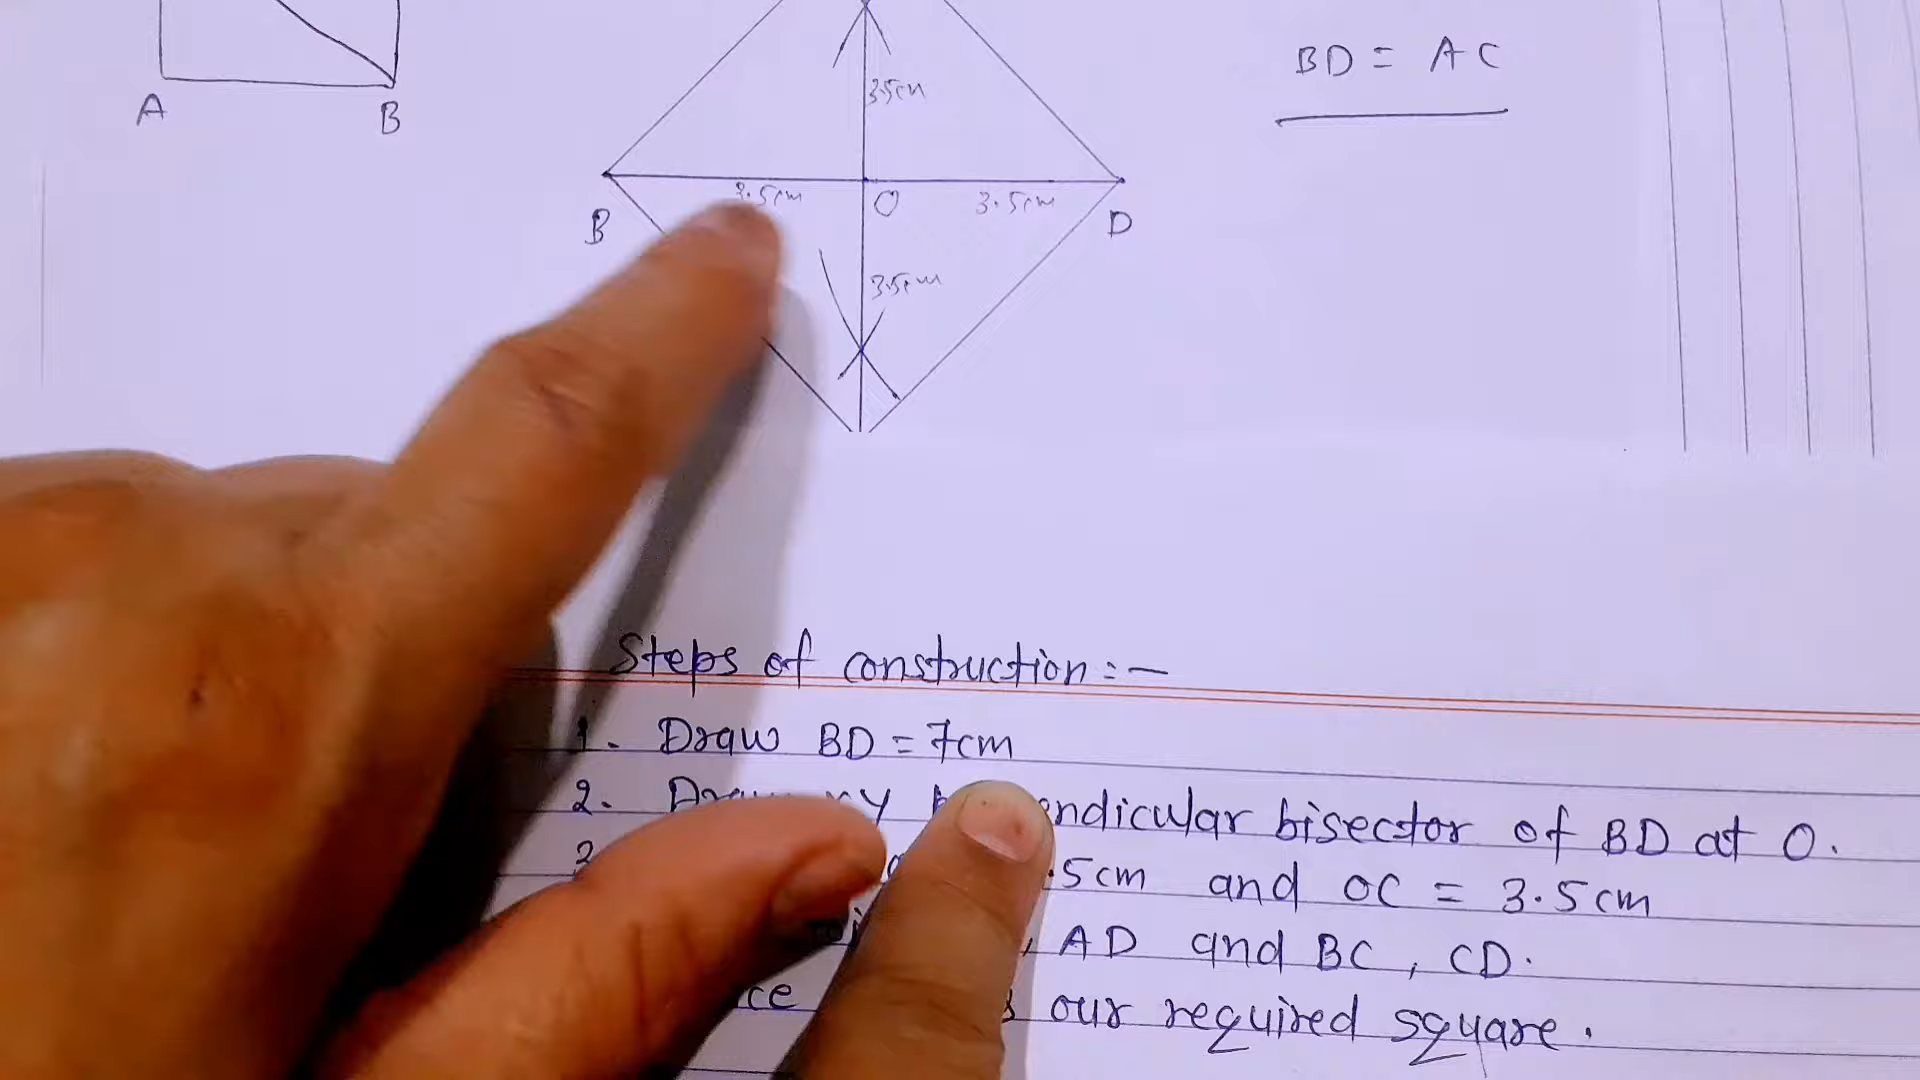 BD = AC
A
B
3.5cm
3.5cm
O
3.5cm
B
D
3.5cm
Steps of construction:-
1. Draw BD = 7cm
2. bisector of BD at O.
.5cm and OC = 3.5cm
, AD and BC, CD.
our required square.